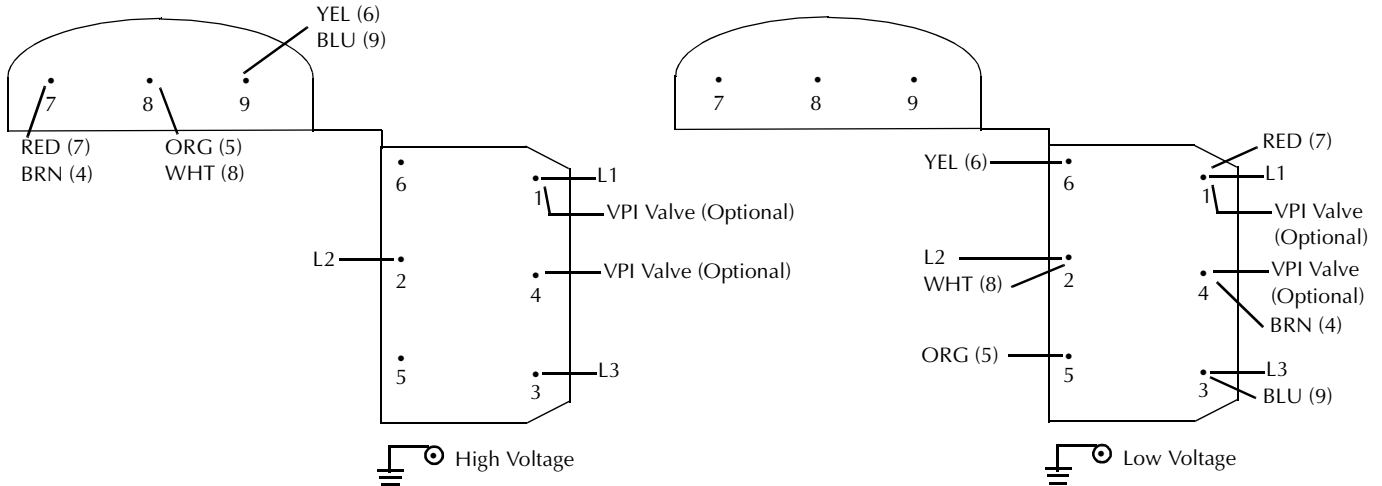 YEL (6)
BLU (9)
7
8
9
RED (7)
BRN (4)
ORG (5)
WHT (8)
6
1
L1
VPI Valve (Optional)
L2
2
4
VPI Valve (Optional)
5
3
L3
High Voltage
7
8
9
YEL (6)
6
RED (7)
1
L1
VPI Valve
(Optional)
L2
WHT (8)
2
4
VPI Valve
(Optional)
BRN (4)
ORG (5)
5
3
L3
BLU (9)
Low Voltage